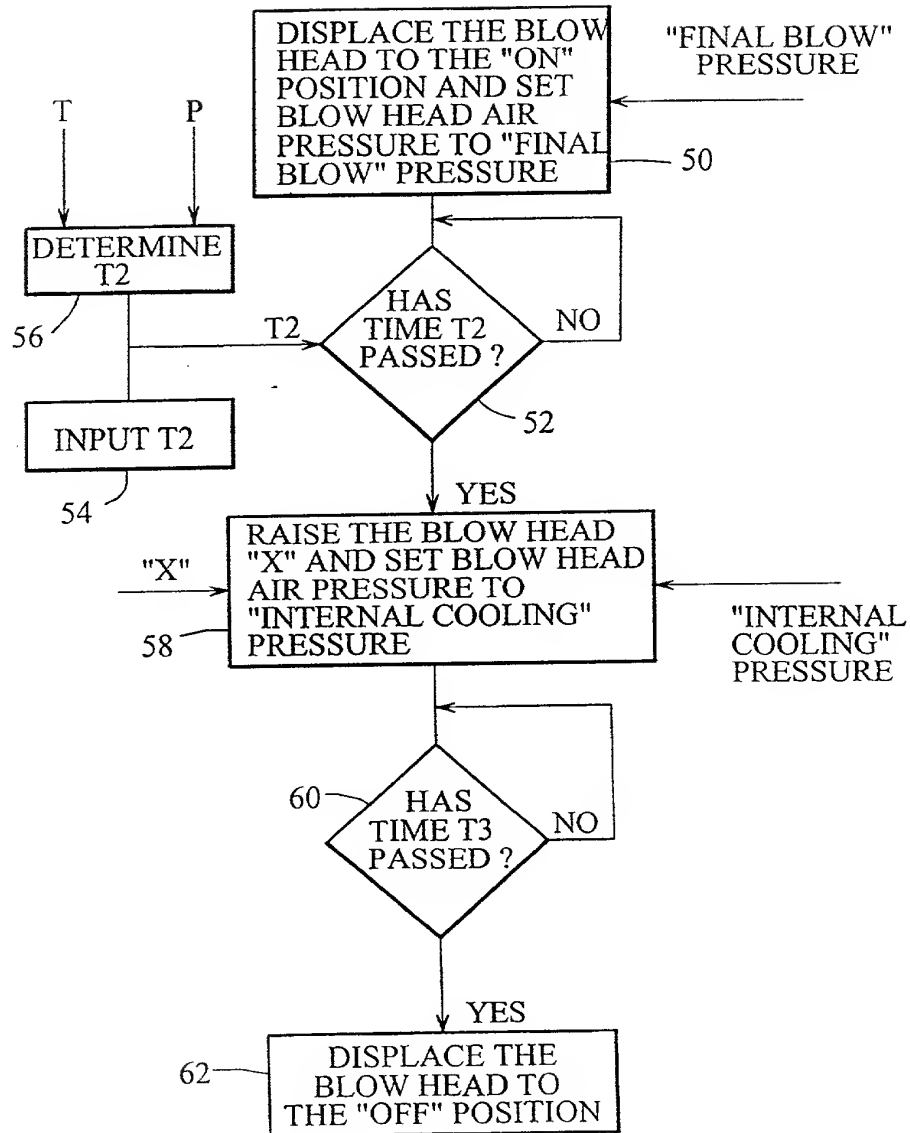 DISPLACE THE BLOW
HEAD TO THE "ON"
POSITION AND SET
BLOW HEAD AIR
PRESSURE TO "FINAL
BLOW" PRESSURE
"FINAL BLOW"
PRESSURE
50
T
P
DETERMINE
T2
56
T2
HAS
TIME T2
PASSED ?
NO
52
INPUT T2
54
YES
RAISE THE BLOW HEAD
"X" AND SET BLOW HEAD
AIR PRESSURE TO
"INTERNAL COOLING"
PRESSURE
"X"
58
"INTERNAL
COOLING"
PRESSURE
60
HAS
TIME T3
PASSED ?
NO
YES
62
DISPLACE THE
BLOW HEAD TO
THE "OFF" POSITION